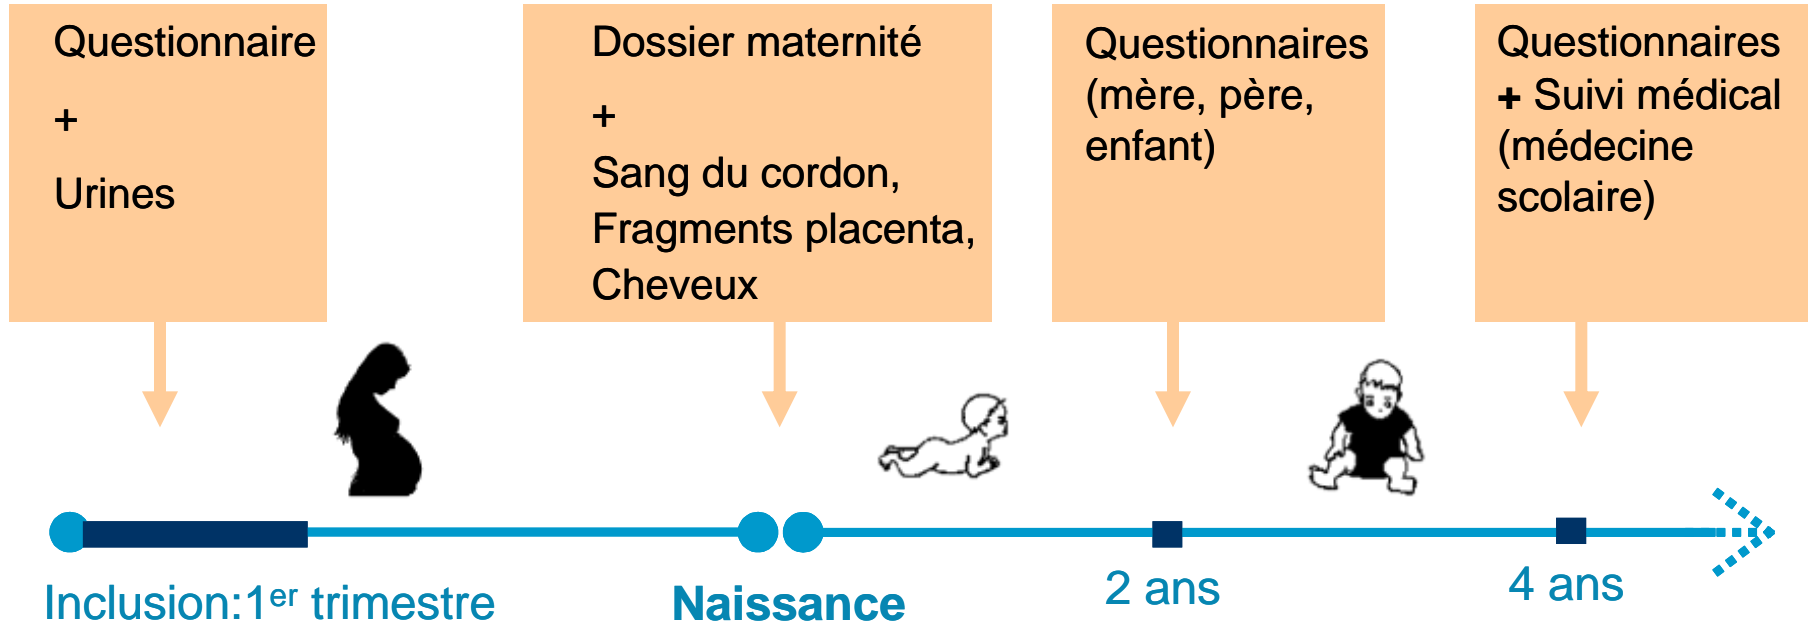 Questionnaire
+
Urines
Dossier maternité
+
Sang du cordon,
Fragments placenta,
Cheveux
Questionnaires
(mère, père,
enfant)
Questionnaires
+ Suivi médical
(médecine
scolaire)
Inclusion:1er trimestre
Naissance
2 ans
4 ans